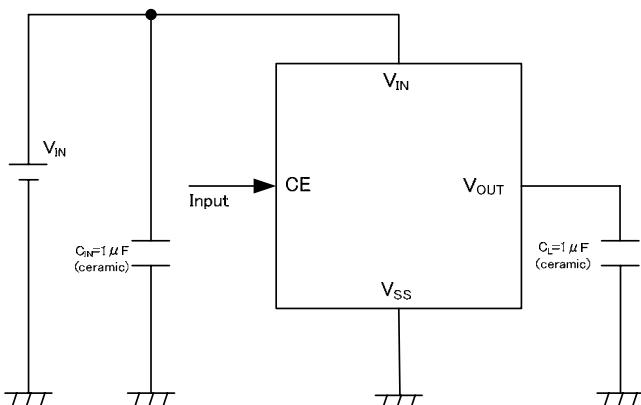 V_IN
V_IN
CE
Input
V_OUT
C_IN=1μF
(ceramic)
C_L=1μF
(ceramic)
V_SS